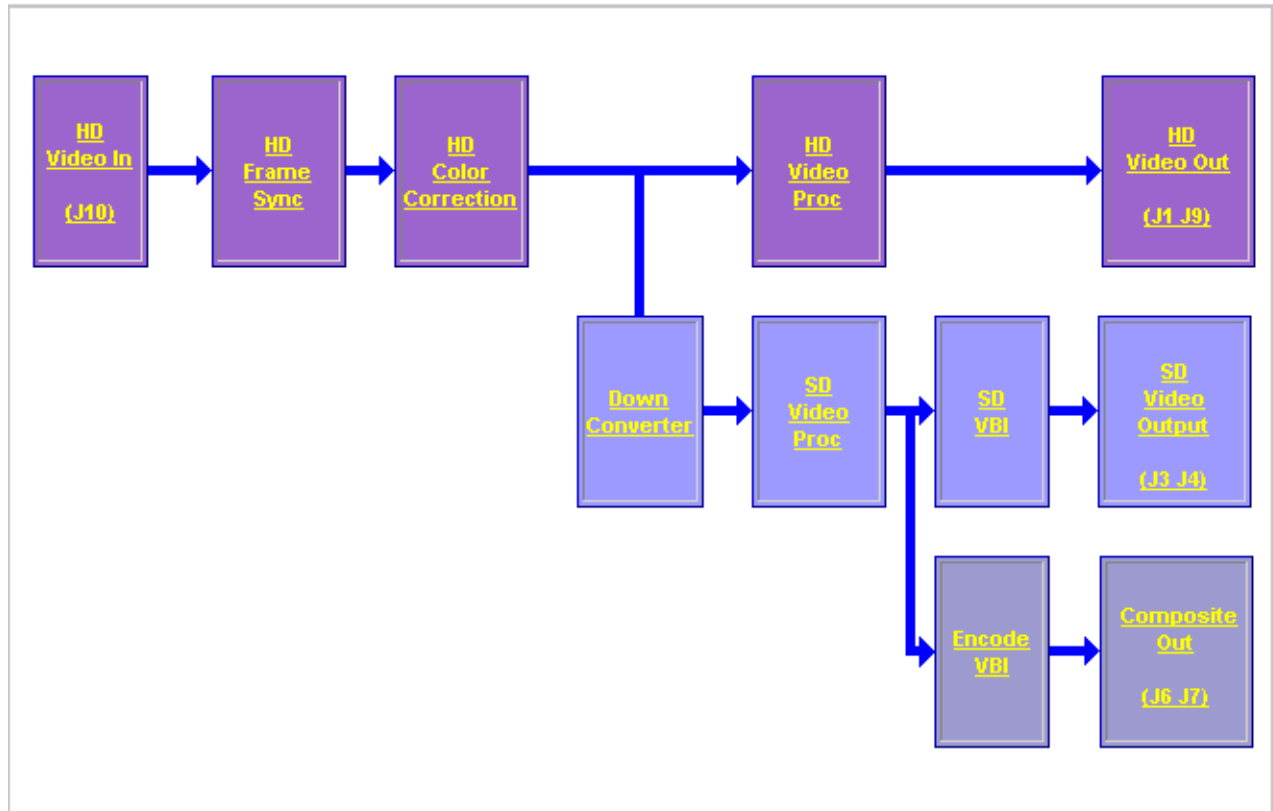 HD
Video In
(J10)
HD
Frame
Sync
HD
Color
Correction
HD
Video
Proc
HD
Video Out
(J1 J9)
Down
Converter
SD
Video
Proc
SD
VBI
SD
Video
Output
(J3 J4)
Encode
VBI
Composite
Out
(J6 J7)